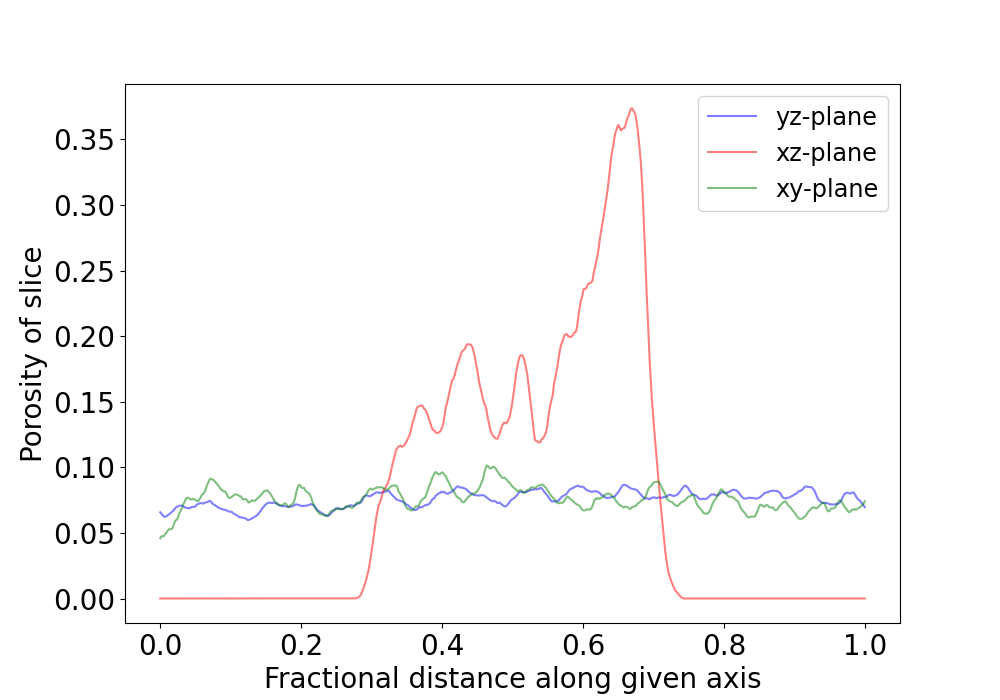 yz-plane
xz-plane
xy-plane
Porosity of slice
0.35
0.30
0.25
0.20
0.15
0.10
0.05
0.00
0.0 0.2 0.4 0.6 0.8 1.0
Fractional distance along given axis